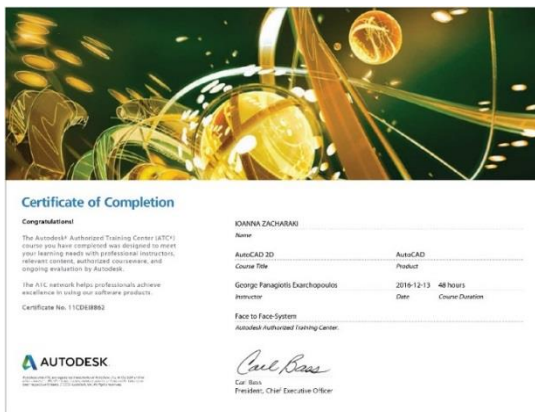 Certificate of Completion
Congratulations!
The Autodesk® Authorized Training Center (ATC®)
course you have completed was designed to meet
your learning needs with professional instructors,
relevant content, authorized courseware, and
ongoing evaluation by Autodesk.
The ATC network helps professionals achieve
excellence in using our software products.
Certificate No.
IOANNA ZACHARAKI
Name
AutoCAD 2D AutoCAD
Course Title Product
George Panagiotis Exarchopoulos 2016-12-13 48 hours
Instructor Date Course Duration
Face to Face-System
Autodesk Authorized Training Center.
AUTODESK
Carl Bass
Carl Bass
President, Chief Executive Officer